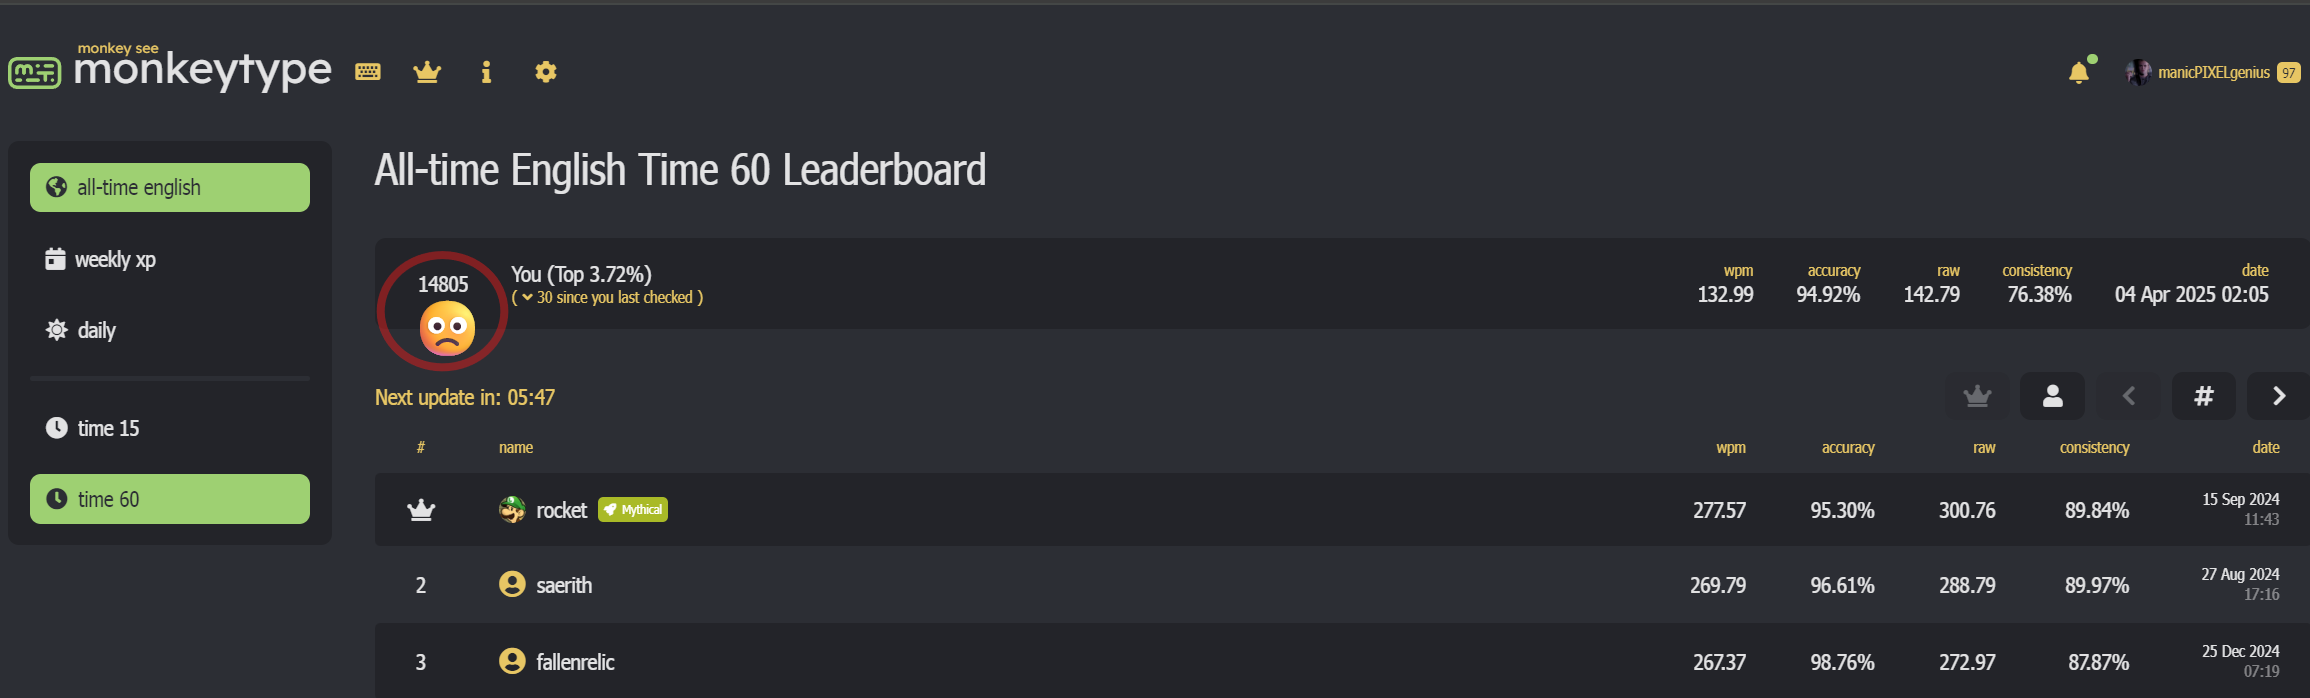 monkey see
monkeytype
manicPIXELgenius 97
all-time english
weekly xp
daily
time 15
time 60
All-time English Time 60 Leaderboard
14805 You (Top 3.72%)
( 30 since you last checked )
wpm accuracy raw consistency date
132.99 94.92% 142.79 76.38% 04 Apr 2025 02:05
Next update in: 05:47
#
# name wpm accuracy raw consistency date
rocket Mythical 277.57 95.30% 300.76 89.84% 15 Sep 2024
11:43
2 saerith 269.79 96.61% 288.79 89.97% 27 Aug 2024
17:16
3 fallenrelic 267.37 98.76% 272.97 87.87% 25 Dec 2024
07:19